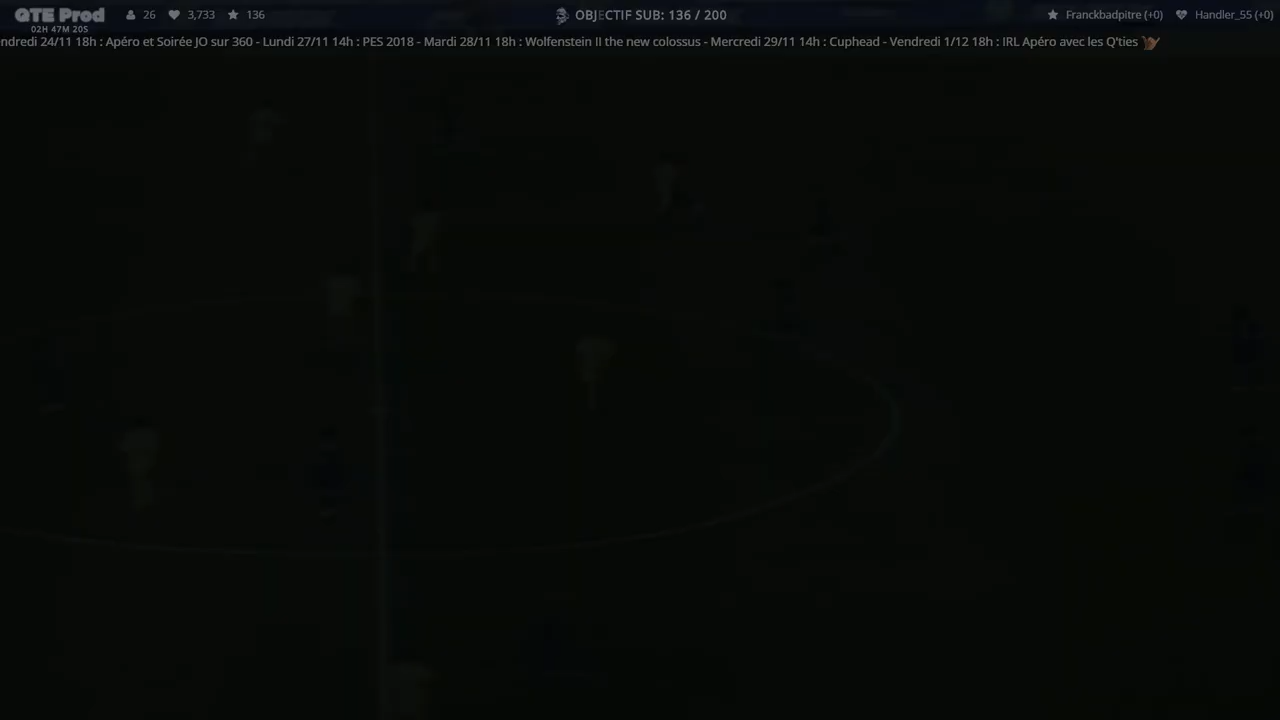 QTE Prod 26 3,733 136 OBJECTIF SUB: 136 / 200 Franckbadpitre (+0) Handler_55 (+0)
02H 47M 20S
ndredi 24/11 18h : Apéro et Soirée JO sur 360 - Lundi 27/11 14h : PES 2018 - Mardi 28/11 18h : Wolfenstein II the new colossus - Mercredi 29/11 14h : Cuphead - Vendredi 1/12 18h : IRL Apéro avec les Q'ties